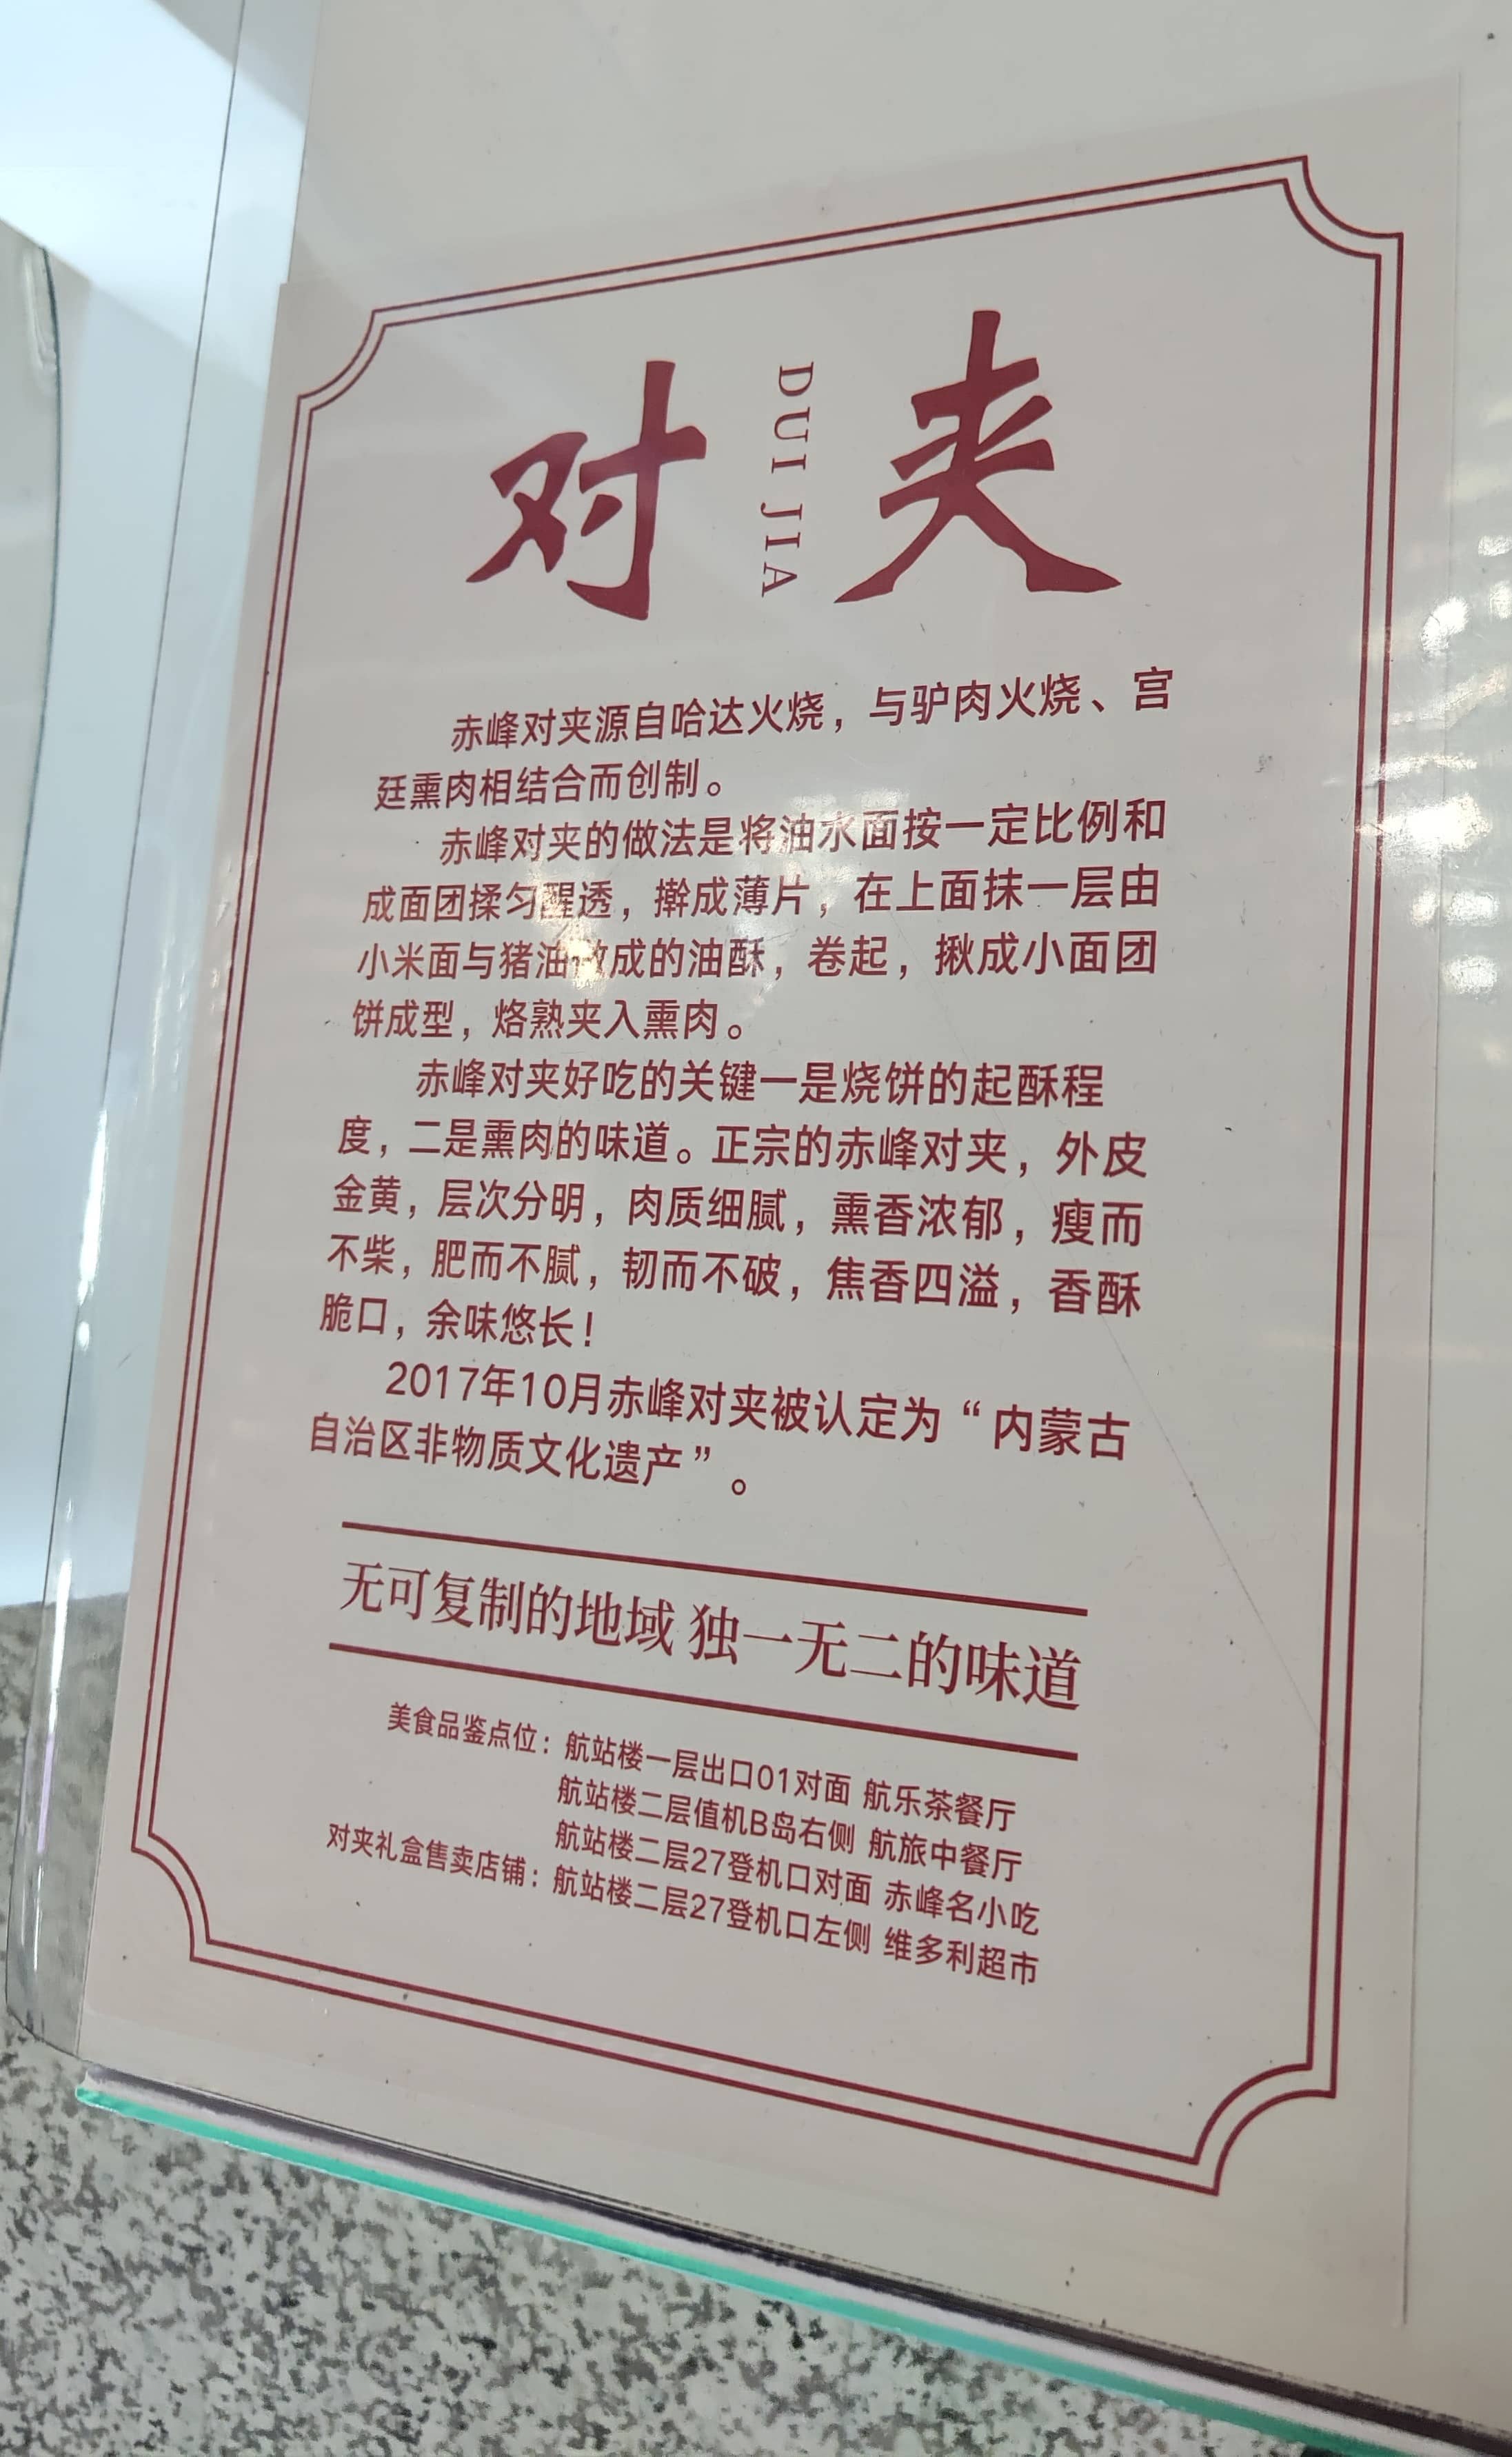 对夹
DUI JIA
赤峰对夹源自哈达火烧，与驴肉火烧、宫
廷熏肉相结合而创制。
赤峰对夹的做法是将油水面按一定比例和
成面团揉匀醒透，擀成薄片，在上面抹一层由
小米面与猪油做成的油酥，卷起，揪成小面团
饼成型，烙熟夹入熏肉。
赤峰对夹好吃的关键一是烧饼的起酥程
度，二是熏肉的味道。正宗的赤峰对夹，外皮
金黄，层次分明，肉质细腻，熏香浓郁，瘦而
不柴，肥而不腻，韧而不破，焦香四溢，香酥
脆口，余味悠长！
2017年10月赤峰对夹被认定为“内蒙古
自治区非物质文化遗产”。
无可复制的地域 独一无二的味道
美食品鉴点位：航站楼一层出口01对面 航乐茶餐厅
航站楼二层值机B岛右侧 航旅中餐厅
航站楼二层27登机口对面 赤峰名小吃
对夹礼盒售卖店铺：航站楼二层27登机口左侧 维多利超市